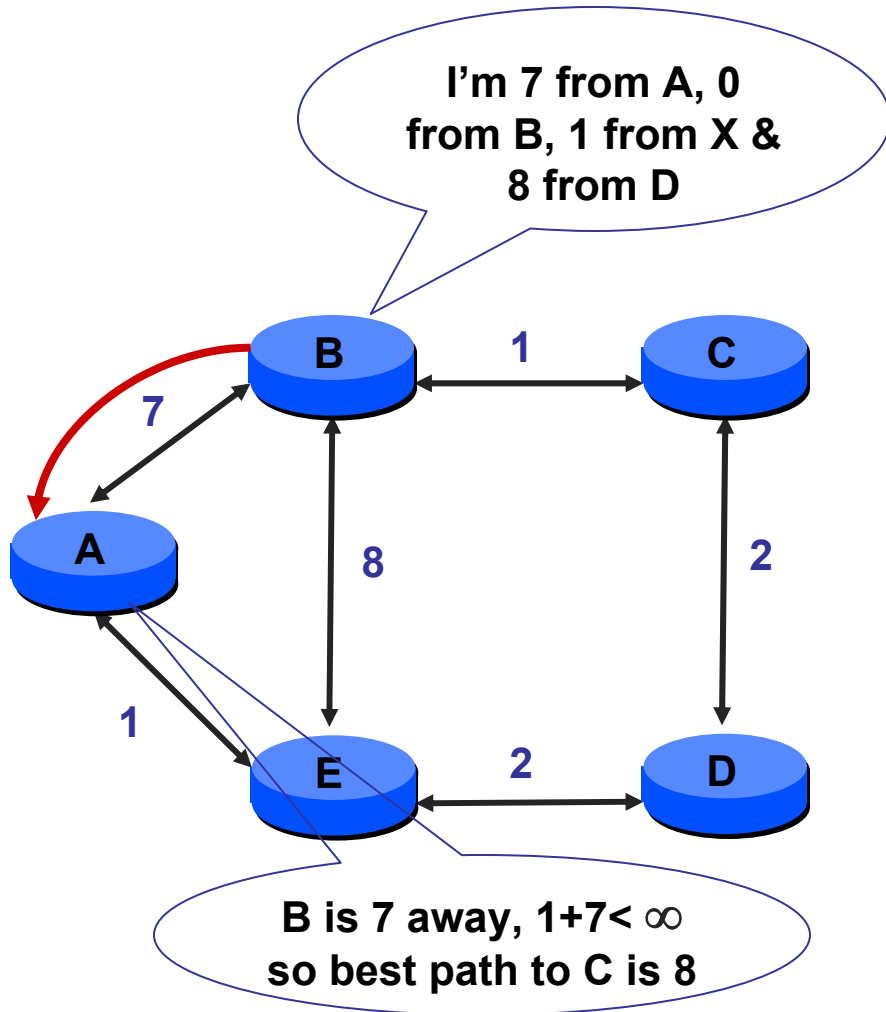 I'm 7 from A, 0
from B, 1 from X &
8 from D
B
1
C
7
A
8
2
1
E
2
D
B is 7 away, 1+7< ∞
so best path to C is 8